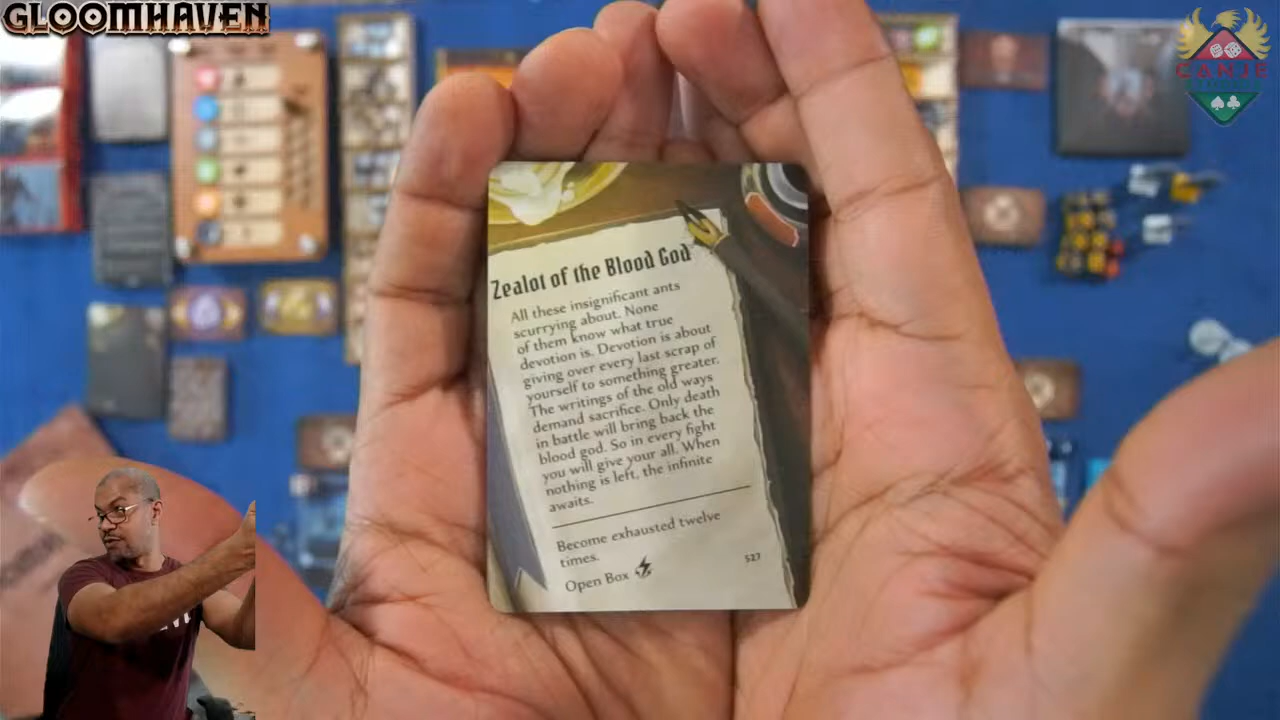 GLOOMHAVEN
CANJE
Zealot of the Blood God
All these insignificant ants
scurrying about. None
of them know what true
devotion is. Devotion is about
giving over every last scrap of
yourself to something greater.
The writings of the old ways
demand sacrifice. Only death
in battle will bring back the
blood god. So in every fight
you will give your all. When
nothing is left, the infinite
awaits.
Become exhausted twelve
times.
Open Box
527